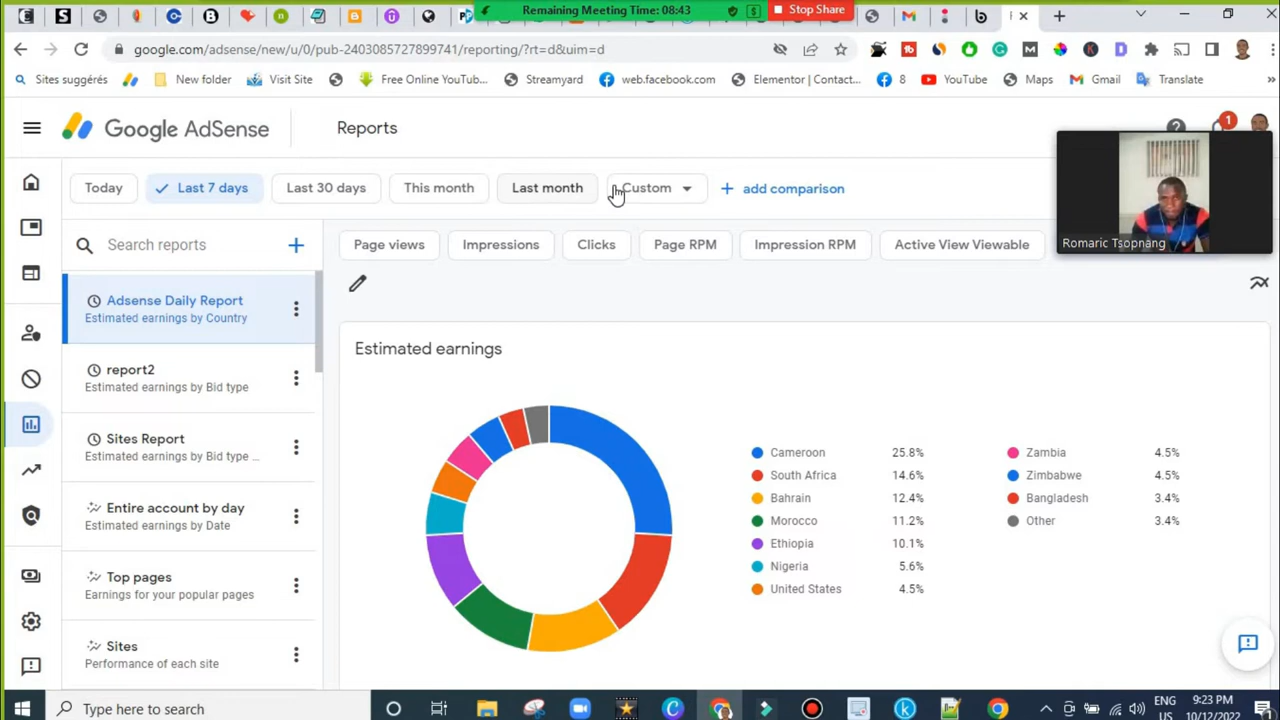 Remaining Meeting Time: 08:43
Stop Share
google.com/adsense/new/u/0/pub-2403085727899741/reporting/?rt=d&uim=d
Sites suggérés
New folder
Visit Site
Free Online YouTub...
Streamyard
web.facebook.com
Elementor | Contact...
8
YouTube
Maps
Gmail
Translate
Google AdSense
Reports
1
Today
Last 7 days
Last 30 days
This month
Last month
Custom
add comparison
Romaric Tsopnang
Search reports
Page views
Impressions
Clicks
Page RPM
Impression RPM
Active View Viewable
Adsense Daily Report
Estimated earnings by Country
report2
Estimated earnings by Bid type
Sites Report
Estimated earnings by Bid type ...
Entire account by day
Estimated earnings by Date
Top pages
Earnings for your popular pages
Sites
Performance of each site
Estimated earnings
Cameroon 25.8%
South Africa 14.6%
Bahrain 12.4%
Morocco 11.2%
Ethiopia 10.1%
Nigeria 5.6%
United States 4.5%
Zambia 4.5%
Zimbabwe 4.5%
Bangladesh 3.4%
Other 3.4%
Type here to search
ENG
US
9:23 PM
10/12/2022